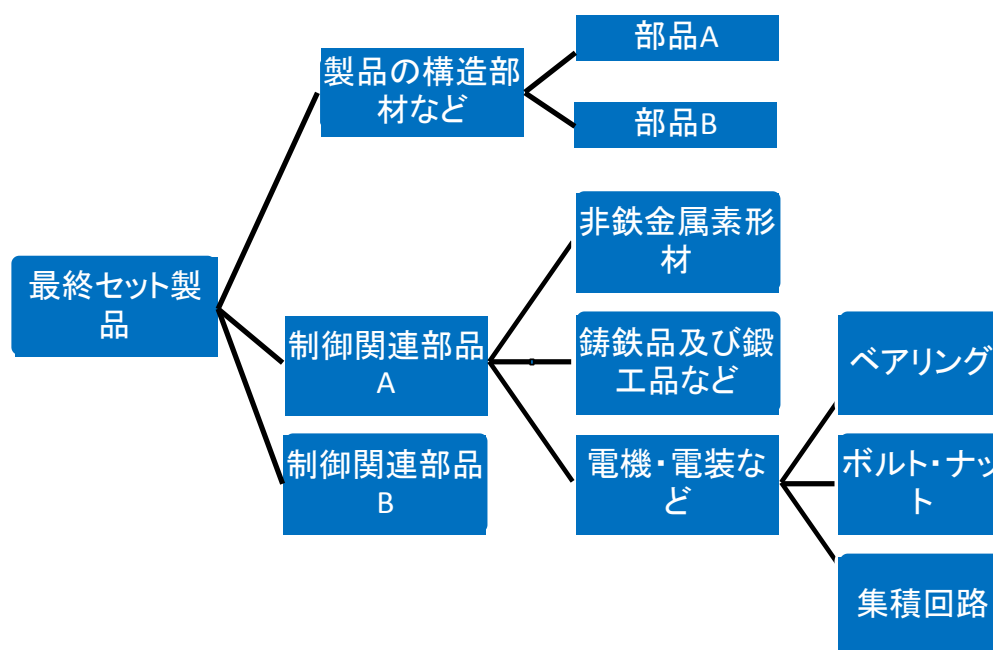 部品A
製品の構造部
材など
部品B
非鉄金属素形
材
最終セット製
品
制御関連部品
A
鋳鉄品及び鍛
工品など
ベアリング
制御関連部品
B
電機・電装な
ど
ボルト・ナッ
ト
集積回路